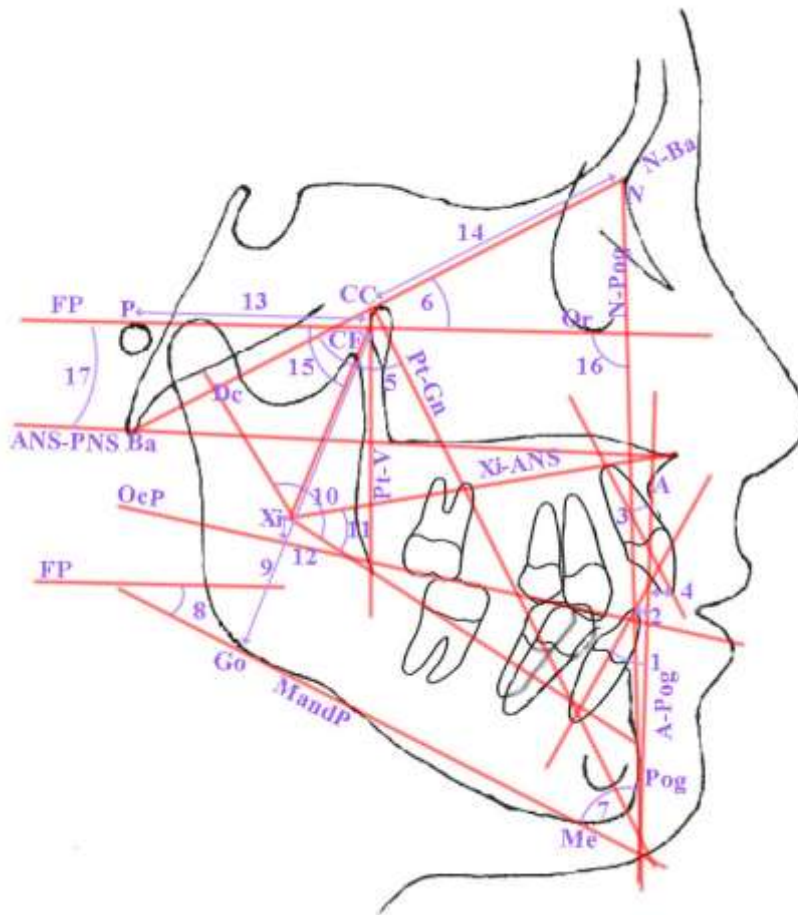 N-Ba
N
14
FP
P
13
CC
6
Or
N-Pog
CF
15
5
16
17
Dc
Pt-Gn
ANS-PNS Ba
Xi-ANS
Pt-V
A
OcP
Xi
10
3
11
12
9
4
FP
2
8
1
Go
MandP
A-Pog
Pog
7
Me